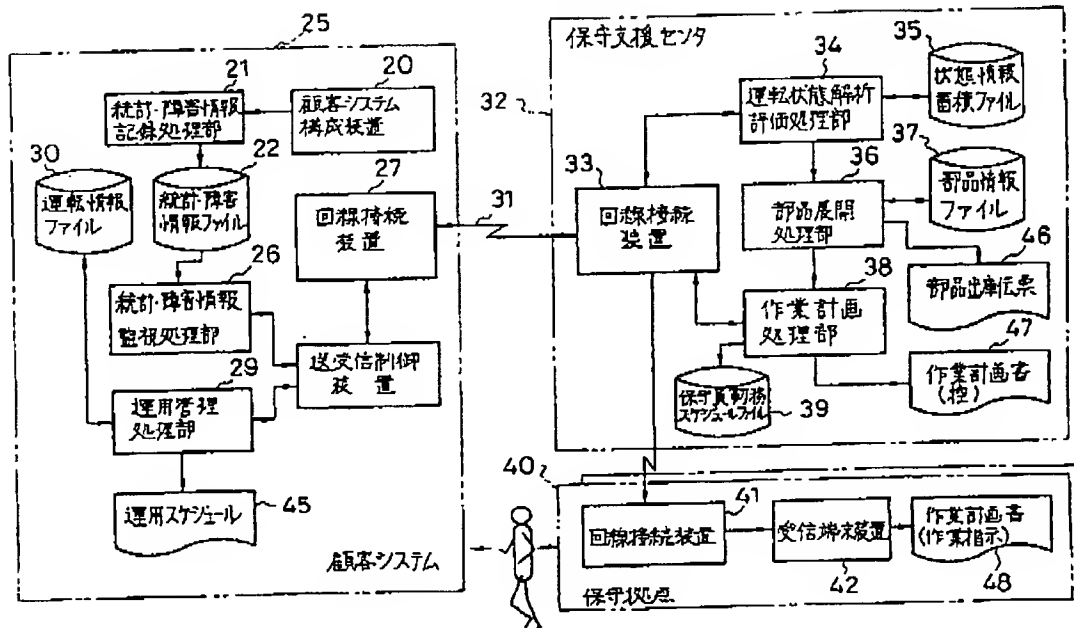 25
21
統計・障害情報
記録処理部
20
顧客システム
構成装置
30
運転情報
ファイル
22
統計・障害
情報ファイル
27
回線接続
装置
31
26
統計・障害情報
監視処理部
送受信制御
装置
29
運用管理
処理部
運用スケジュール
45
顧客システム
保守支援センタ
32
34
運転状態解析
評価処理部
35
状態情報
蓄積ファイル
33
回線接続
装置
36
部品展開
処理部
37
部品情報
ファイル
46
部品出庫伝票
38
作業計画
処理部
47
作業計画書
(控)
保守員勤務
スケジュールファイル
39
40
41
回線接続装置
受信端末装置
42
作業計画書
(作業指示)
48
保守拠点